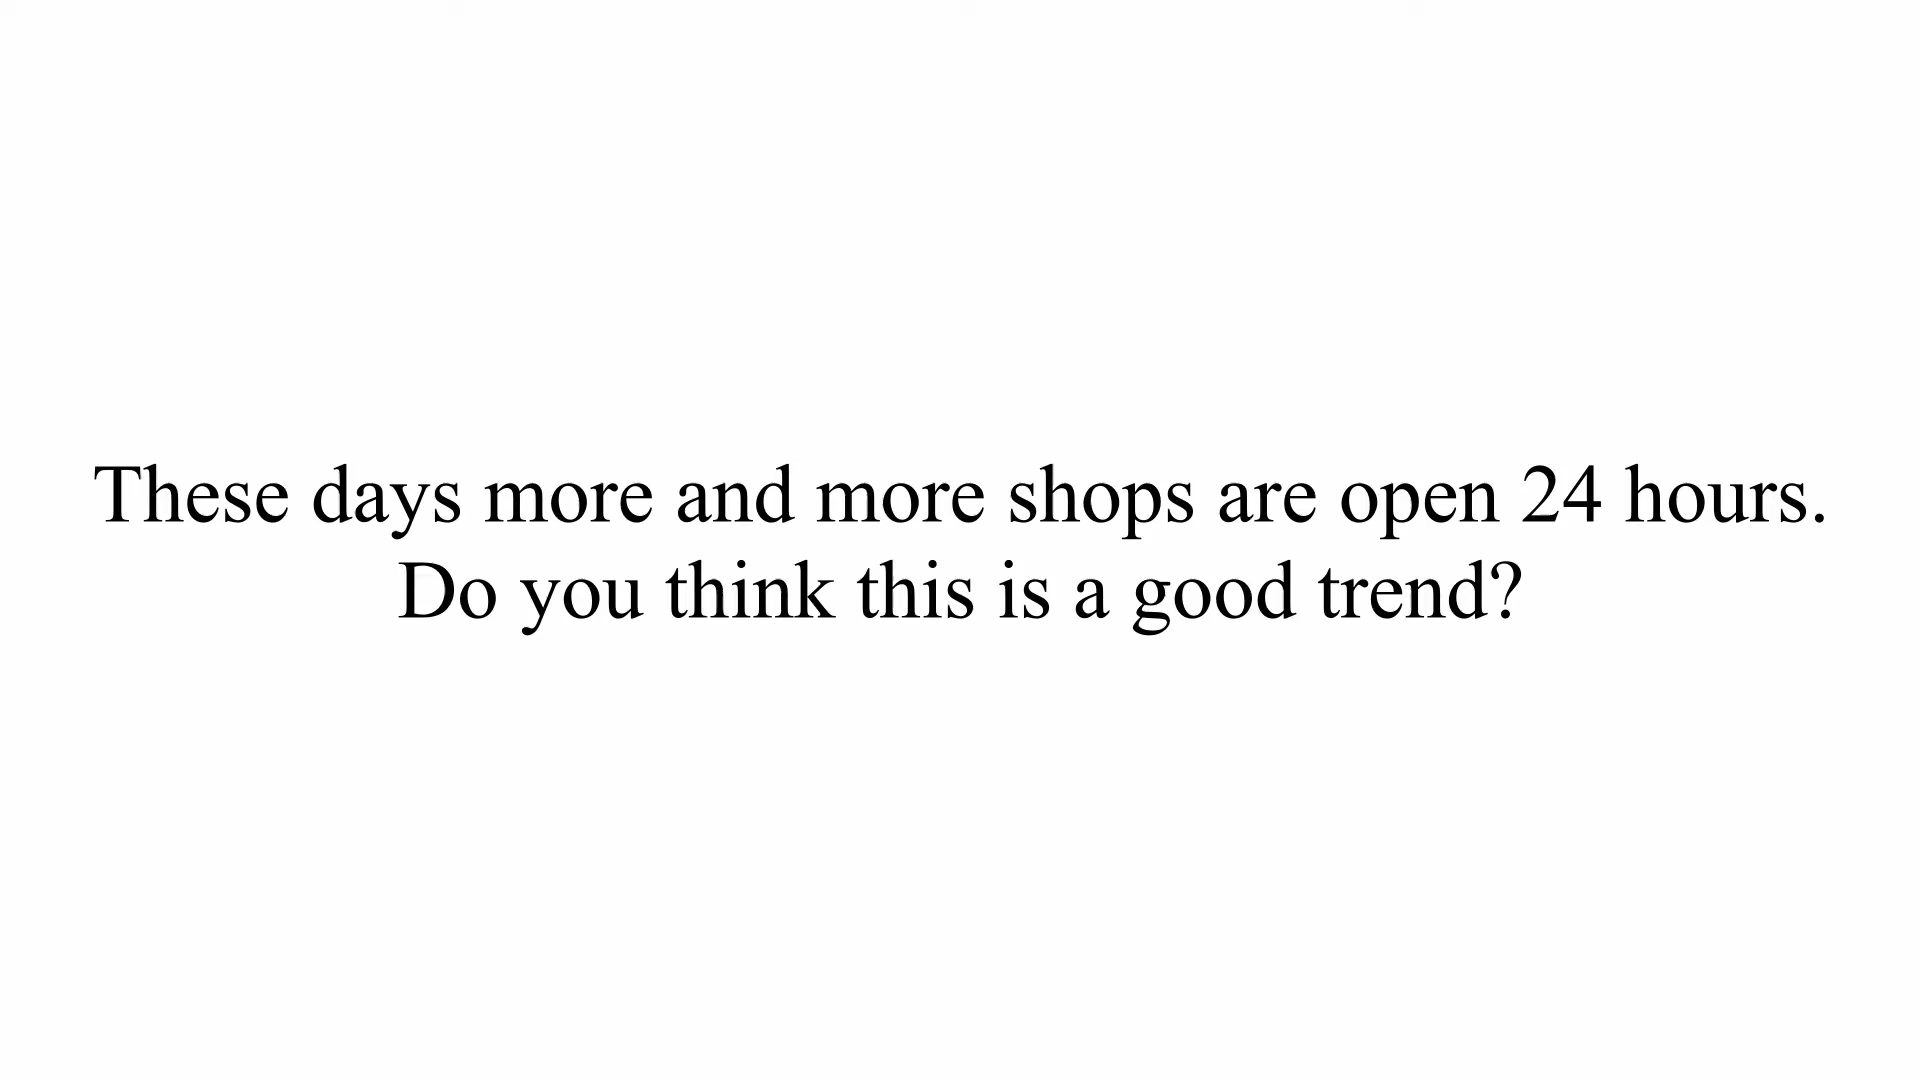 These days more and more shops are open 24 hours.
Do you think this is a good trend?